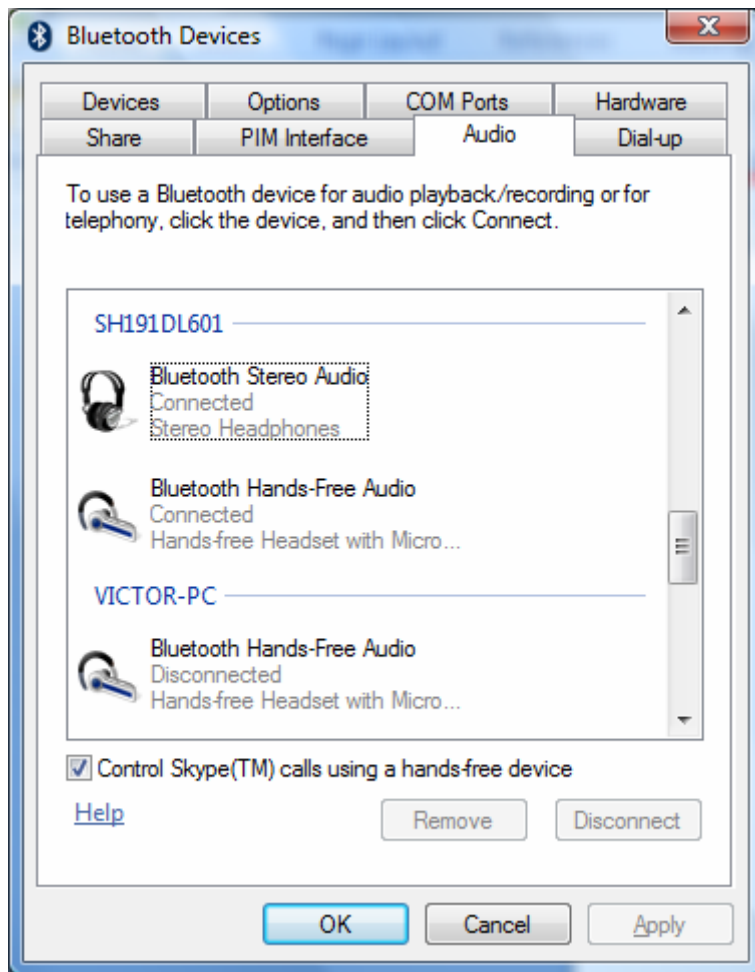 Bluetooth Devices
Devices
Options
COM Ports
Hardware
Share
PIM Interface
Audio
Dial-up
To use a Bluetooth device for audio playback/recording or for
telephony, click the device, and then click Connect.
SH191DL601
Bluetooth Stereo Audio
Connected
Stereo Headphones
Bluetooth Hands-Free Audio
Connected
Hands-free Headset with Micro...
VICTOR-PC
Bluetooth Hands-Free Audio
Disconnected
Hands-free Headset with Micro...
Control Skype(TM) calls using a hands-free device
Help
Remove
Disconnect
OK
Cancel
Apply